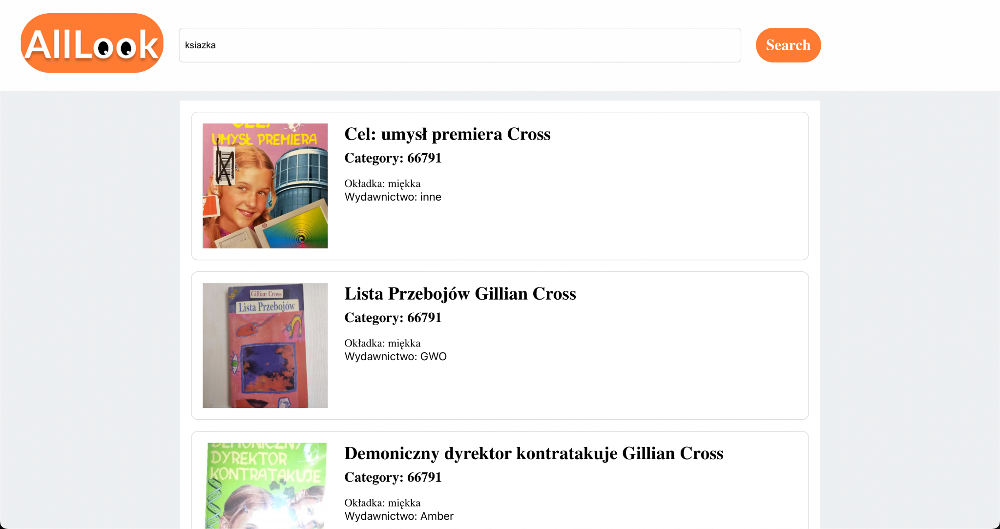 AllLook
ksiazka
Search
UMYSŁ PREMIERA
Cel: umysł premiera Cross
Category: 66791
Okładka: miękka
Wydawnictwo: inne
16+
Gillian Cross
Lista Przebojów
Lista Przebojów Gillian Cross
Category: 66791
Okładka: miękka
Wydawnictwo: GWO
DEMONICZNY
DYREKTOR
KONTRATAKUJE
Demoniczny dyrektor kontratakuje Gillian Cross
Category: 66791
Okładka: miękka
Wydawnictwo: Amber